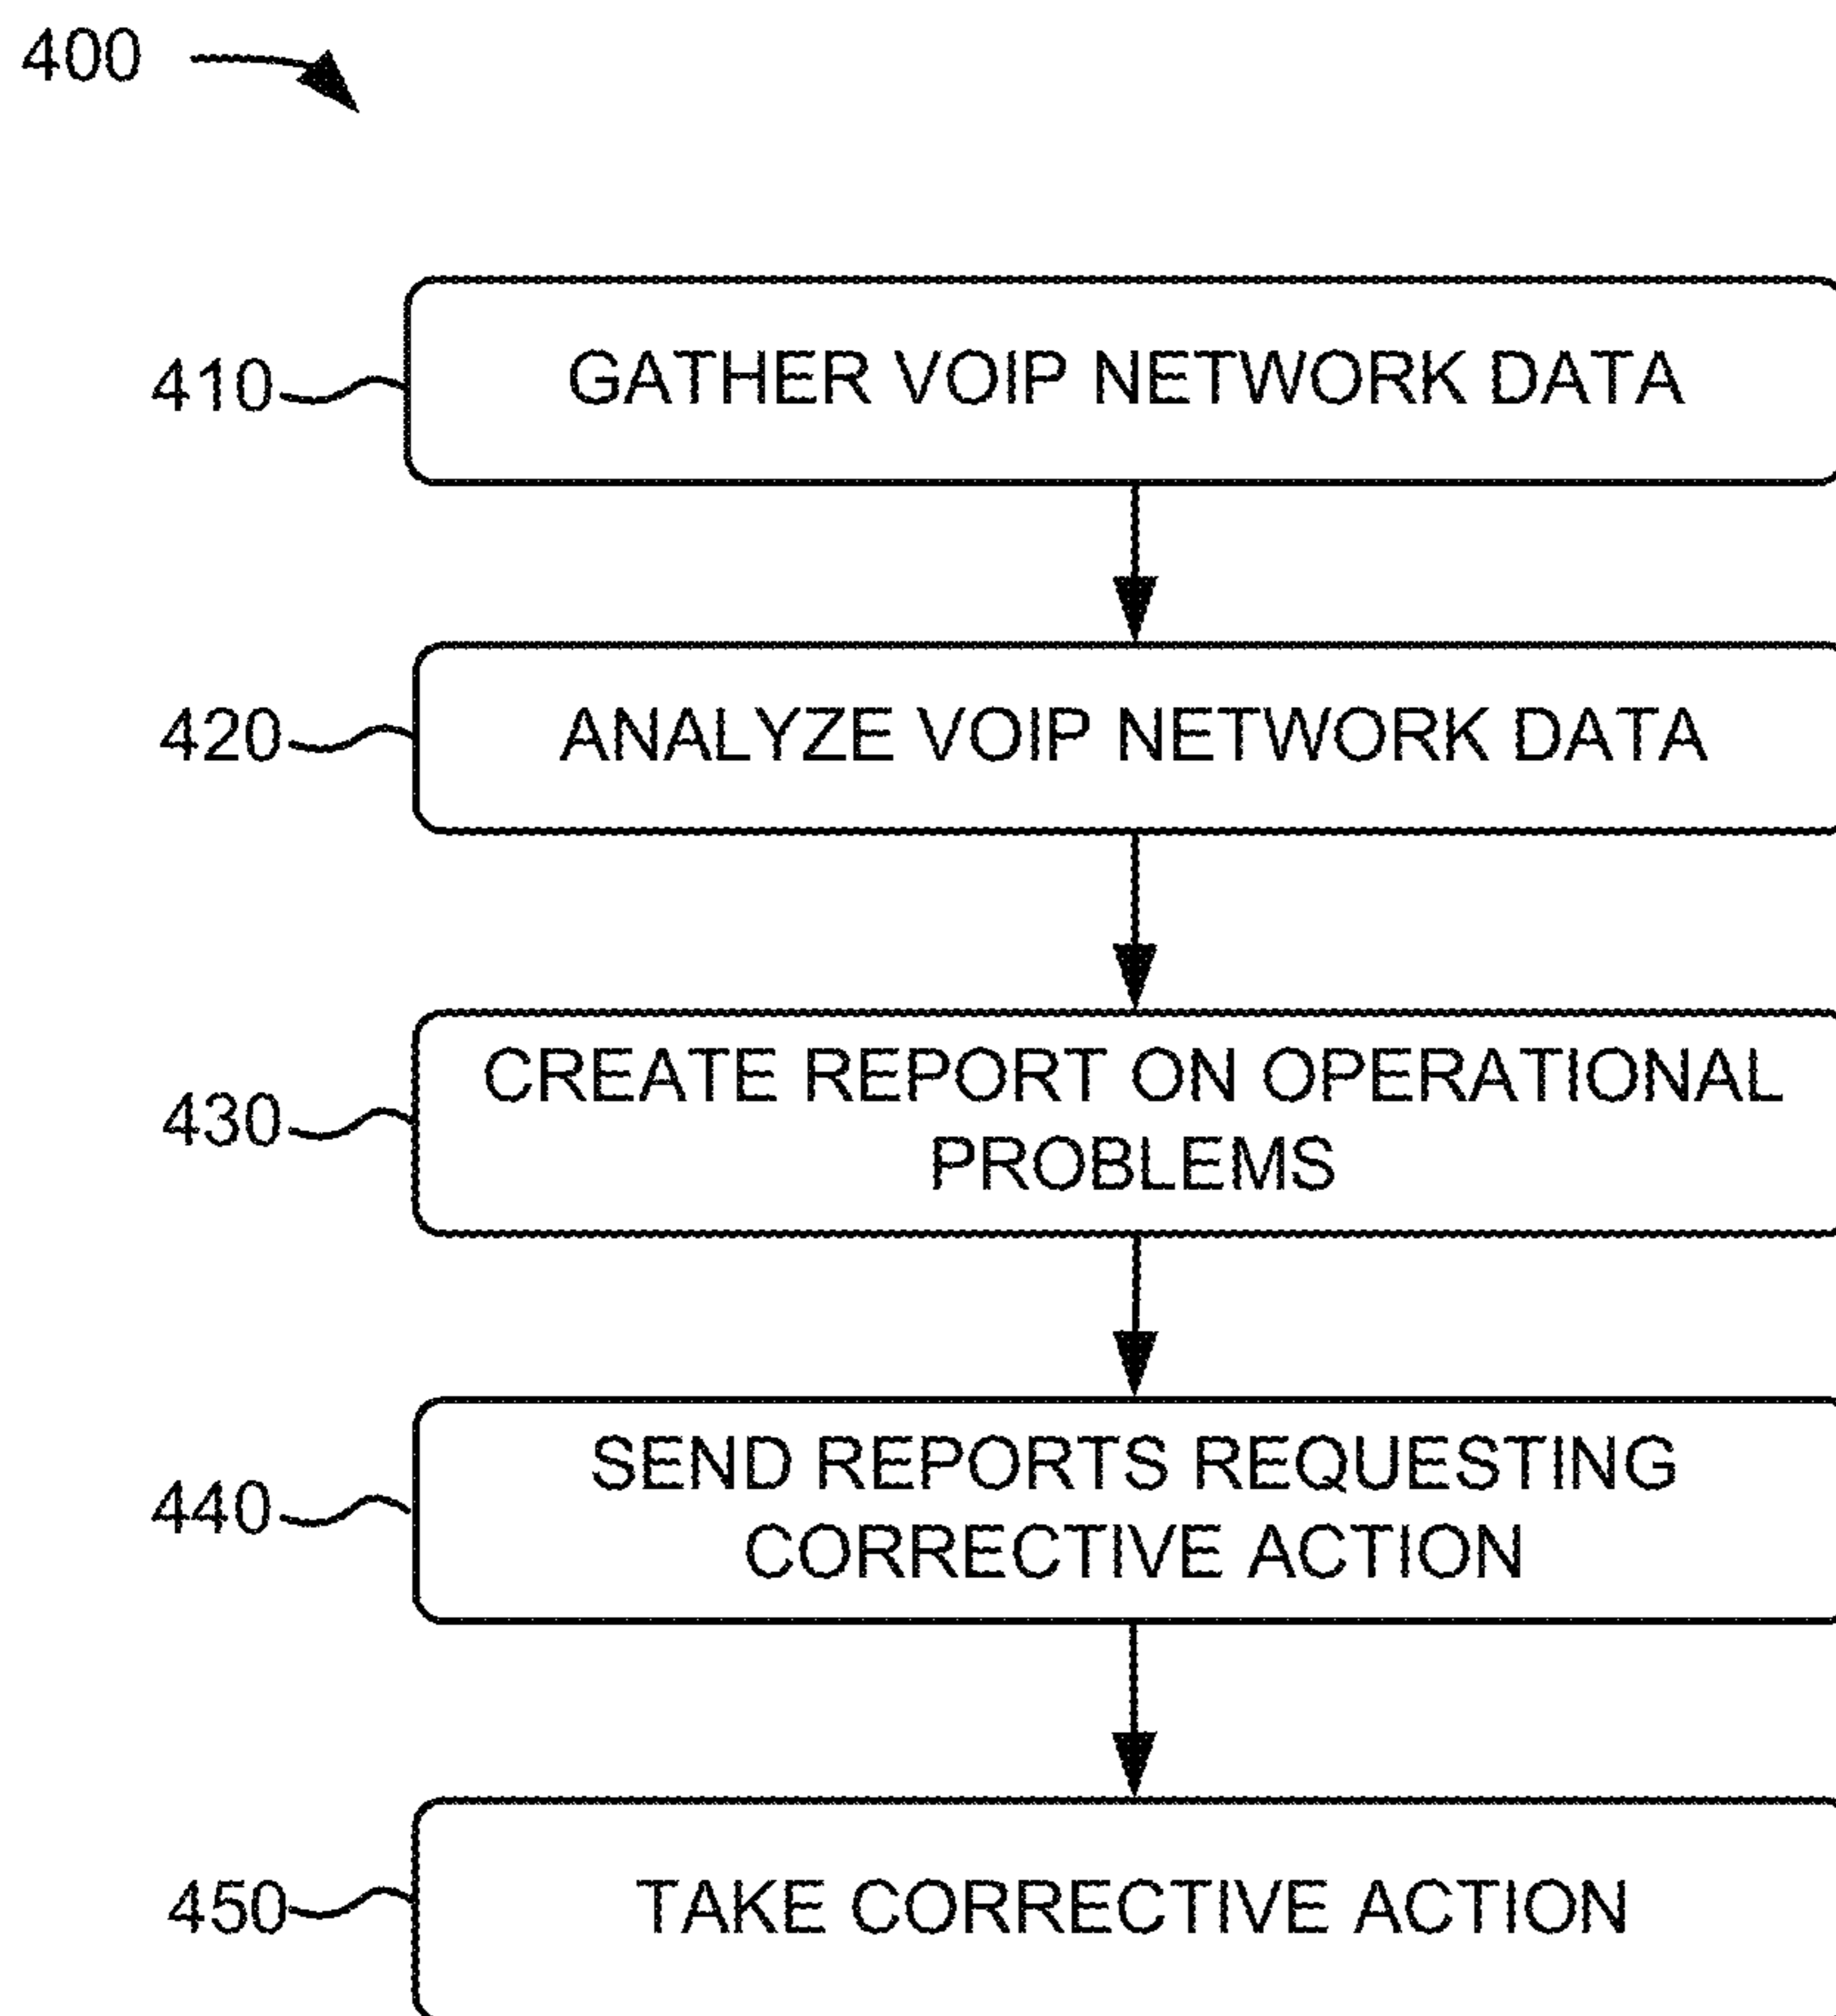 400
410
GATHER VOIP NETWORK DATA
420
ANALYZE VOIP NETWORK DATA
430
CREATE REPORT ON OPERATIONAL
PROBLEMS
440
SEND REPORTS REQUESTING
CORRECTIVE ACTION
450
TAKE CORRECTIVE ACTION